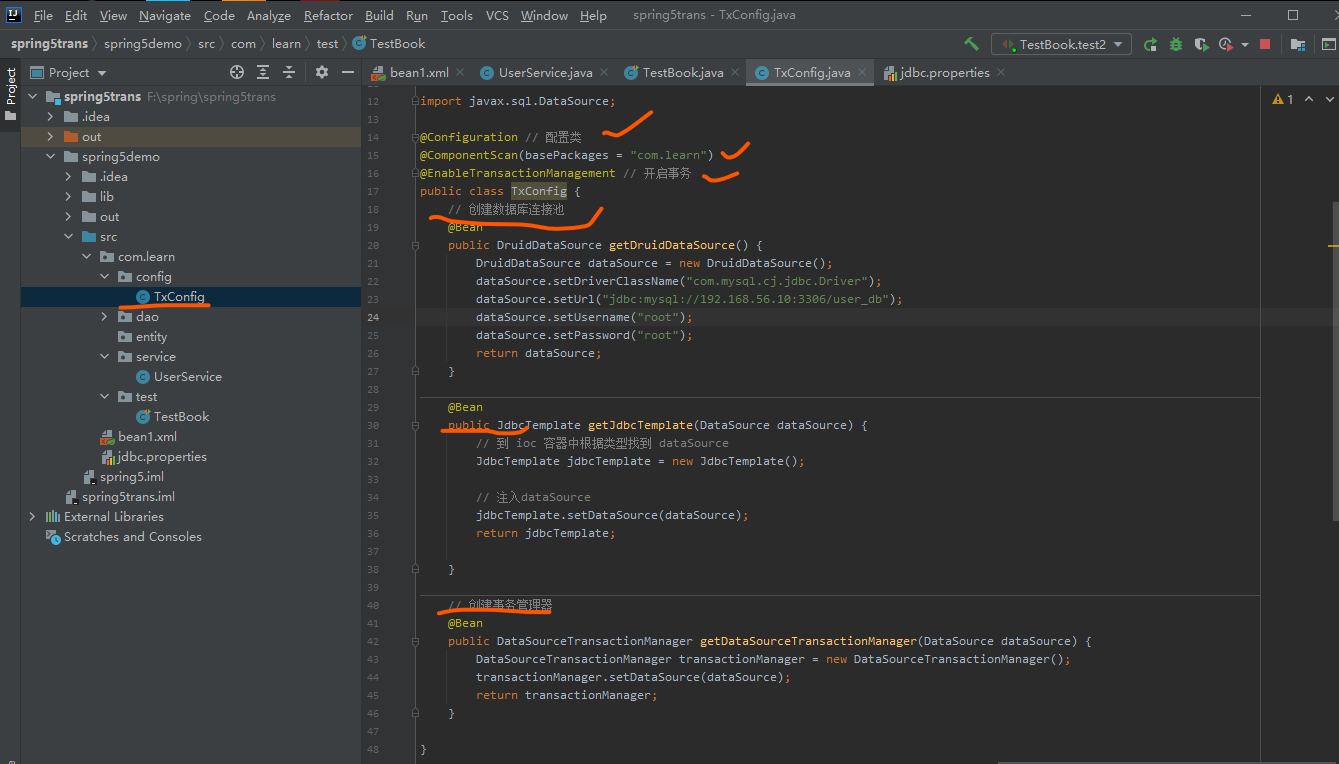 File Edit View Navigate Code Analyze Refactor Build Run Tools VCS Window Help spring5trans - TxConfig.java
spring5trans spring5demo src com learn test TestBook
TestBook.test2
Project
Project
bean1.xml UserService.java TestBook.java TxConfig.java jdbc.properties
spring5trans F:\spring\spring5trans
.idea
out
spring5demo
.idea
lib
out
src
com.learn
config
TxConfig
dao
entity
service
UserService
test
TestBook
bean1.xml
jdbc.properties
spring5.iml
spring5trans.iml
External Libraries
Scratches and Consoles
1
12 import javax.sql.DataSource;
13
14 @Configuration // 配置类
15 @ComponentScan(basePackages = "com.learn")
16 @EnableTransactionManagement // 开启事务
17 public class TxConfig {
18 // 创建数据库连接池
19 @Bean
20 public DruidDataSource getDruidDataSource() {
21 DruidDataSource dataSource = new DruidDataSource();
22 dataSource.setDriverClassName("com.mysql.cj.jdbc.Driver");
23 dataSource.setUrl("jdbc:mysql://192.168.56.10:3306/user_db");
24 dataSource.setUsername("root");
25 dataSource.setPassword("root");
26 return dataSource;
27 }
28
29 @Bean
30 public JdbcTemplate getJdbcTemplate(DataSource dataSource) {
31 // 到 ioc 容器中根据类型找到 dataSource
32 JdbcTemplate jdbcTemplate = new JdbcTemplate();
33
34 // 注入dataSource
35 jdbcTemplate.setDataSource(dataSource);
36 return jdbcTemplate;
37
38 }
39
40 // 创建事务管理器
41 @Bean
42 public DataSourceTransactionManager getDataSourceTransactionManager(DataSource dataSource) {
43 DataSourceTransactionManager transactionManager = new DataSourceTransactionManager();
44 transactionManager.setDataSource(dataSource);
45 return transactionManager;
46 }
47
48 }